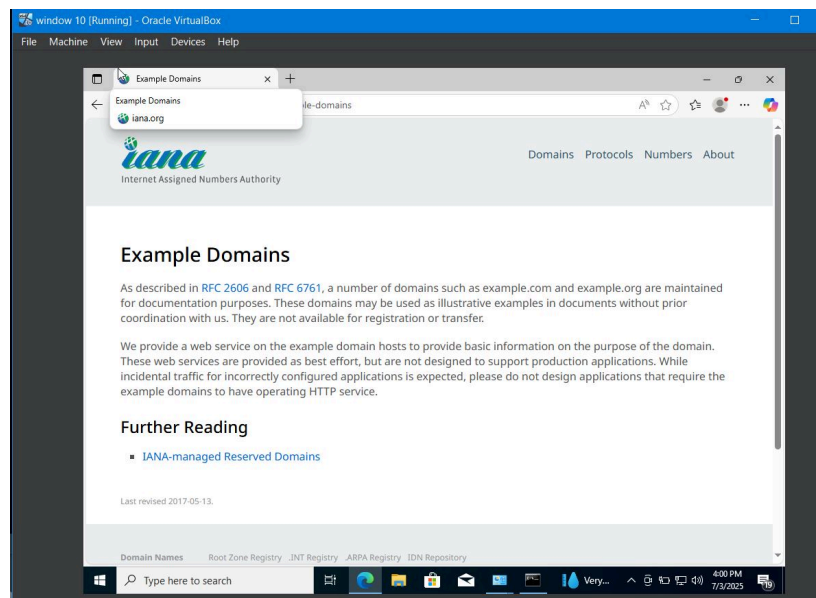 window 10 [Running] - Oracle VirtualBox
File Machine View Input Devices Help
Example Domains
Example Domains
iana.org
le-domains
iana
Internet Assigned Numbers Authority
Domains Protocols Numbers About
Example Domains
As described in RFC 2606 and RFC 6761, a number of domains such as example.com and example.org are maintained
for documentation purposes. These domains may be used as illustrative examples in documents without prior
coordination with us. They are not available for registration or transfer.
We provide a web service on the example domain hosts to provide basic information on the purpose of the domain.
These web services are provided as best effort, but are not designed to support production applications. While
incidental traffic for incorrectly configured applications is expected, please do not design applications that require the
example domains to have operating HTTP service.
Further Reading
IANA-managed Reserved Domains
Last revised 2017-05-13.
Domain Names Root Zone Registry .INT Registry .ARPA Registry IDN Repository
Type here to search
Very...
4:00 PM
7/3/2025
19